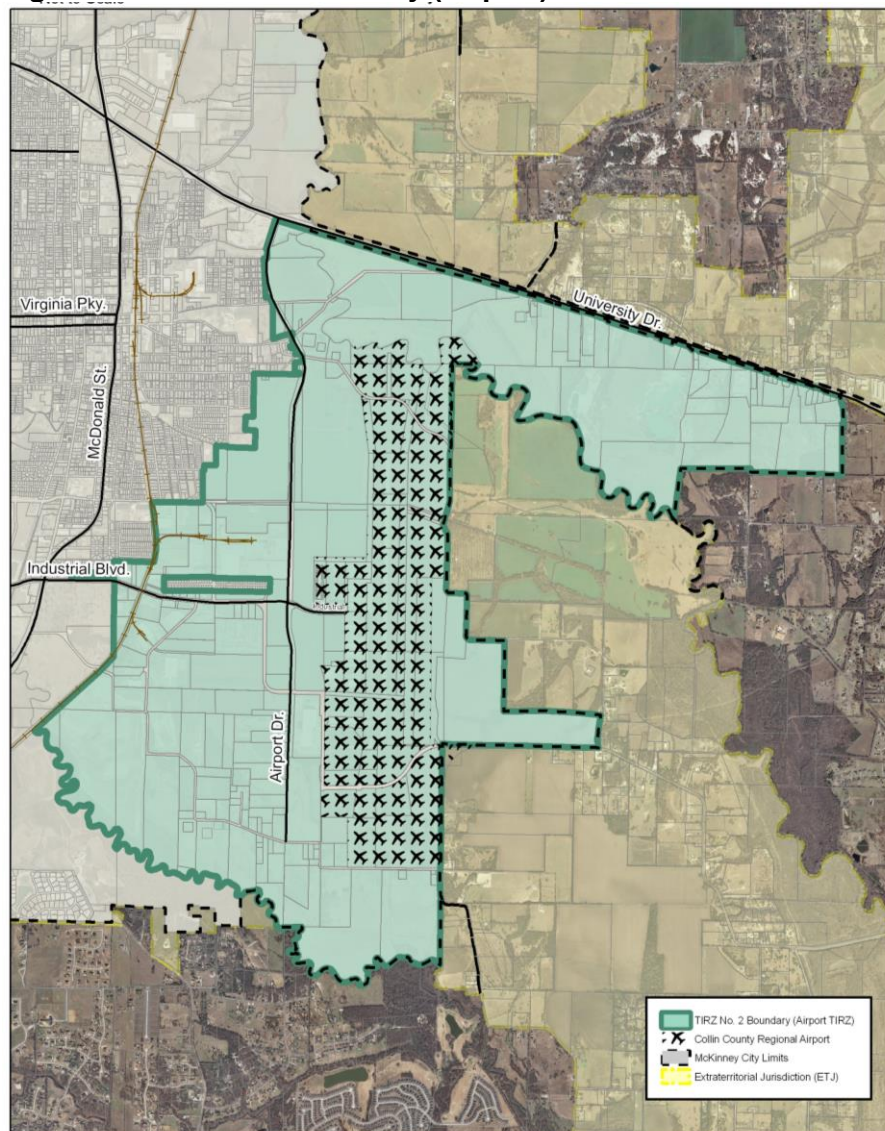 University Dr.
Virginia Pky.
McDonald St.
Industrial Blvd.
Industrial
Airport Dr.
TIRZ No. 2 Boundary (Airport TIRZ)
Collin County Regional Airport
McKinney City Limits
Extraterritorial Jurisdiction (ETJ)